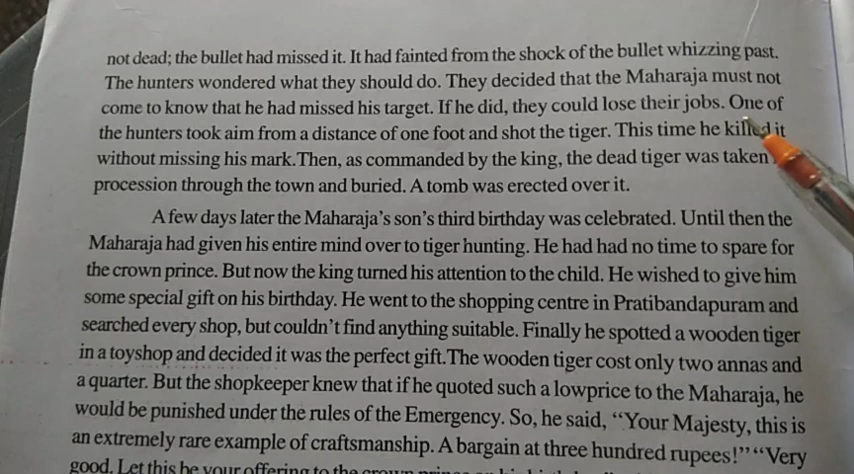 not dead; the bullet had missed it. It had fainted from the shock of the bullet whizzing past.
The hunters wondered what they should do. They decided that the Maharaja must not
come to know that he had missed his target. If he did, they could lose their jobs. One of
the hunters took aim from a distance of one foot and shot the tiger. This time he killed it
without missing his mark.Then, as commanded by the king, the dead tiger was taken
procession through the town and buried. A tomb was erected over it.
A few days later the Maharaja's son's third birthday was celebrated. Until then the
Maharaja had given his entire mind over to tiger hunting. He had had no time to spare for
the crown prince. But now the king turned his attention to the child. He wished to give him
some special gift on his birthday. He went to the shopping centre in Pratibandapuram and
searched every shop, but couldn't find anything suitable. Finally he spotted a wooden tiger
in a toyshop and decided it was the perfect gift.The wooden tiger cost only two annas and
a quarter. But the shopkeeper knew that if he quoted such a lowprice to the Maharaja, he
would be punished under the rules of the Emergency. So, he said, “Your Majesty, this is
an extremely rare example of craftsmanship. A bargain at three hundred rupees!” “Very
good. Let this be your offering to the crown prince on his birthday